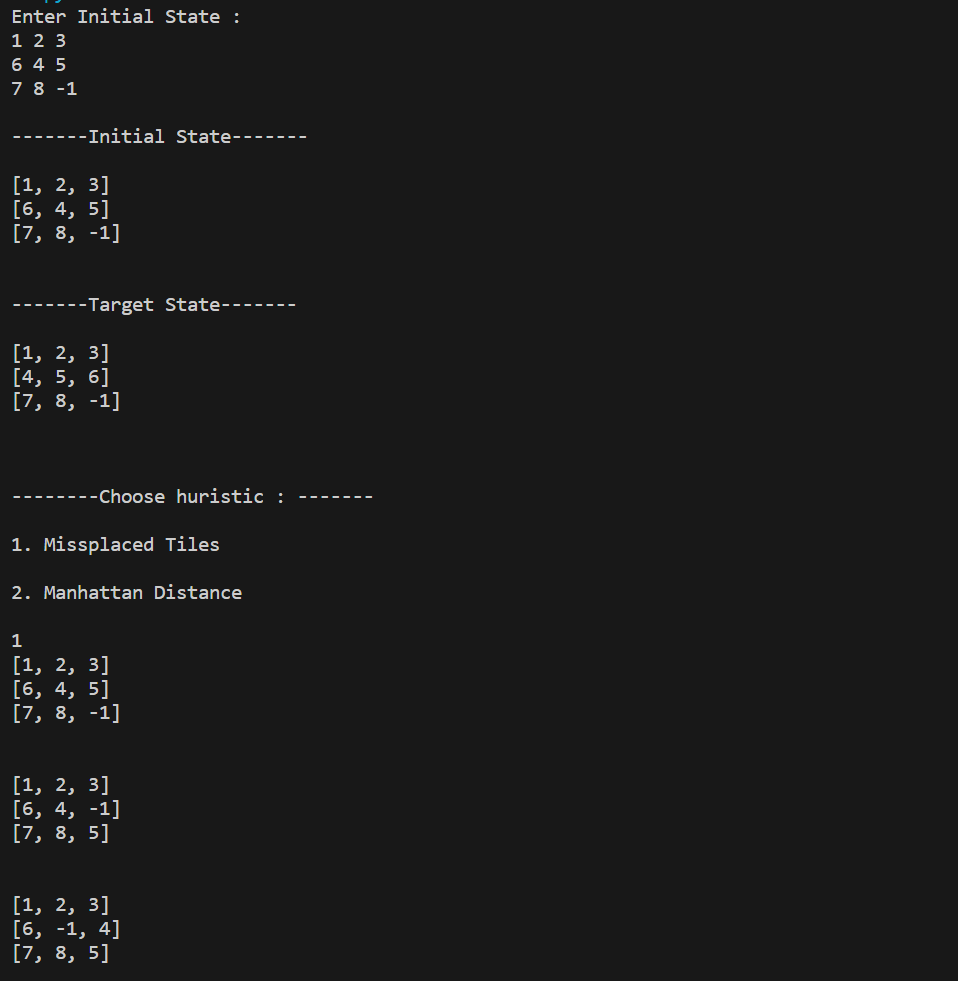 Enter Initial State :
1 2 3
6 4 5
7 8 -1
-------Initial State-------
[1, 2, 3]
[6, 4, 5]
[7, 8, -1]
-------Target State-------
[1, 2, 3]
[4, 5, 6]
[7, 8, -1]
--------Choose huristic : -------
1. Missplaced Tiles
2. Manhattan Distance
1
[1, 2, 3]
[6, 4, 5]
[7, 8, -1]
[1, 2, 3]
[6, 4, -1]
[7, 8, 5]
[1, 2, 3]
[6, -1, 4]
[7, 8, 5]